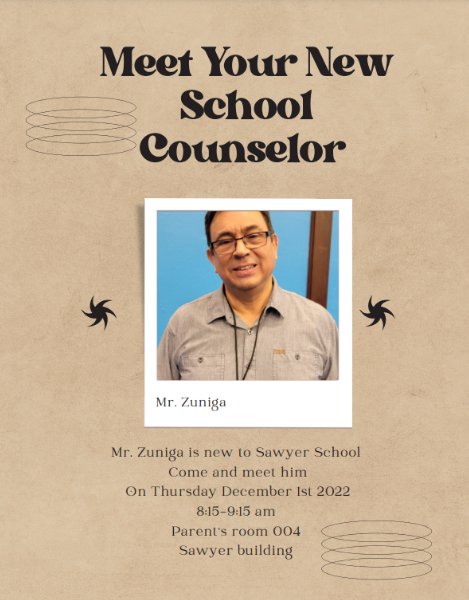 Meet Your New
School
Counselor
Mr. Zuniga
Mr. Zuniga is new to Sawyer School
Come and meet him
On Thursday December 1st 2022
8:15-9:15 am
Parent's room 004
Sawyer building